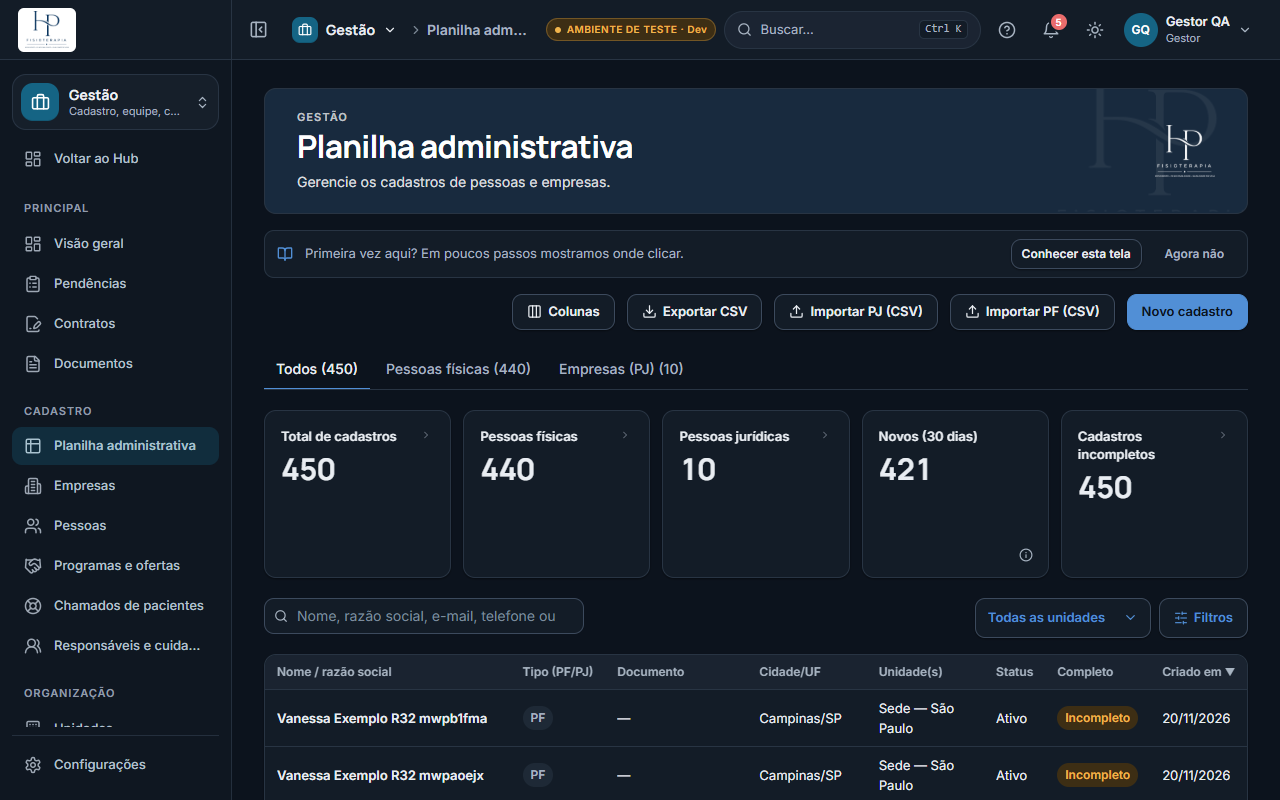 HP
FISIOTERAPIA
Gestão
Planilha adm...
AMBIENTE DE TESTE · Dev
Buscar...
Ctrl K
5
GQ
Gestor QA
Gestor
Gestão
Cadastro, equipe, c...
Voltar ao Hub
PRINCIPAL
Visão geral
Pendências
Contratos
Documentos
CADASTRO
Planilha administrativa
Empresas
Pessoas
Programas e ofertas
Chamados de pacientes
Responsáveis e cuida...
ORGANIZAÇÃO
Unidades
Configurações
GESTÃO
Planilha administrativa
Gerencie os cadastros de pessoas e empresas.
HP
FISIOTERAPIA
Primeira vez aqui? Em poucos passos mostramos onde clicar.
Conhecer esta tela
Agora não
Colunas
Exportar CSV
Importar PJ (CSV)
Importar PF (CSV)
Novo cadastro
Todos (450)
Pessoas físicas (440)
Empresas (PJ) (10)
Total de cadastros
450
Pessoas físicas
440
Pessoas jurídicas
10
Novos (30 dias)
421
Cadastros
incompletos
450
Nome, razão social, e-mail, telefone ou
Todas as unidades
Filtros
Nome / razão social
Tipo (PF/PJ)
Documento
Cidade/UF
Unidade(s)
Status
Completo
Criado em ▼
Vanessa Exemplo R32 mwpb1fma
PF
—
Campinas/SP
Sede — São
Paulo
Ativo
Incompleto
20/11/2026
Vanessa Exemplo R32 mwpaoejx
PF
—
Campinas/SP
Sede — São
Paulo
Ativo
Incompleto
20/11/2026